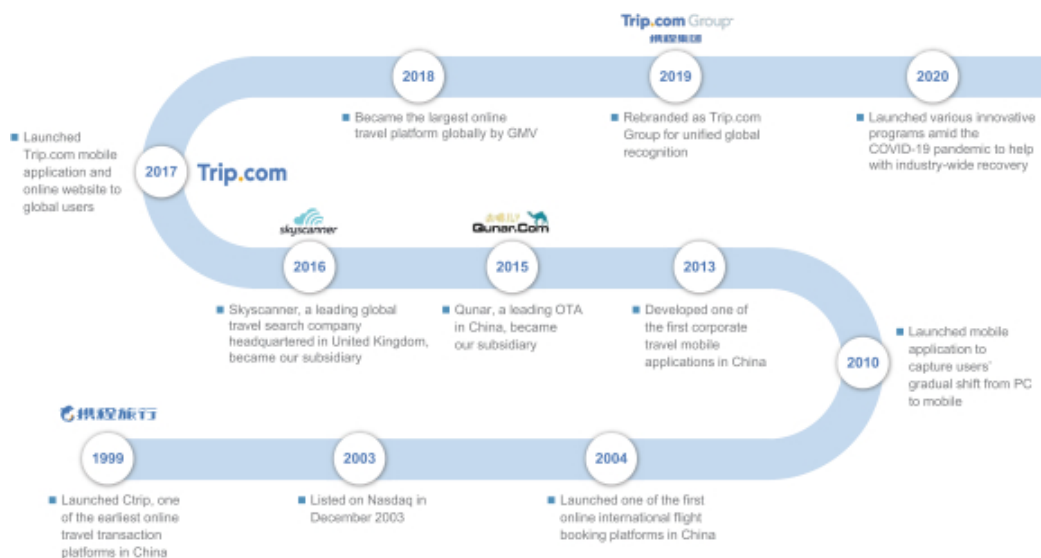 Trip.com Group
携程集团
2018
2019
2020
Became the largest online
travel platform globally by GMV
Rebranded as Trip.com
Group for unified global
recognition
Launched various innovative
programs amid the
COVID-19 pandemic to help
with industry-wide recovery
Launched
Trip.com mobile
application and
online website to
global users
2017
Trip.com
skyscanner
去哪儿?
Qunar.Com
2016
2015
2013
Skyscanner, a leading global
travel search company
headquartered in United Kingdom,
became our subsidiary
Qunar, a leading OTA
in China, became
our subsidiary
Developed one of
the first corporate
travel mobile
applications in China
2010
Launched mobile
application to
capture users'
gradual shift from PC
to mobile
携程旅行
1999
2003
2004
Launched Ctrip, one
of the earliest online
travel transaction
platforms in China
Listed on Nasdaq in
December 2003
Launched one of the first
online international flight
booking platforms in China